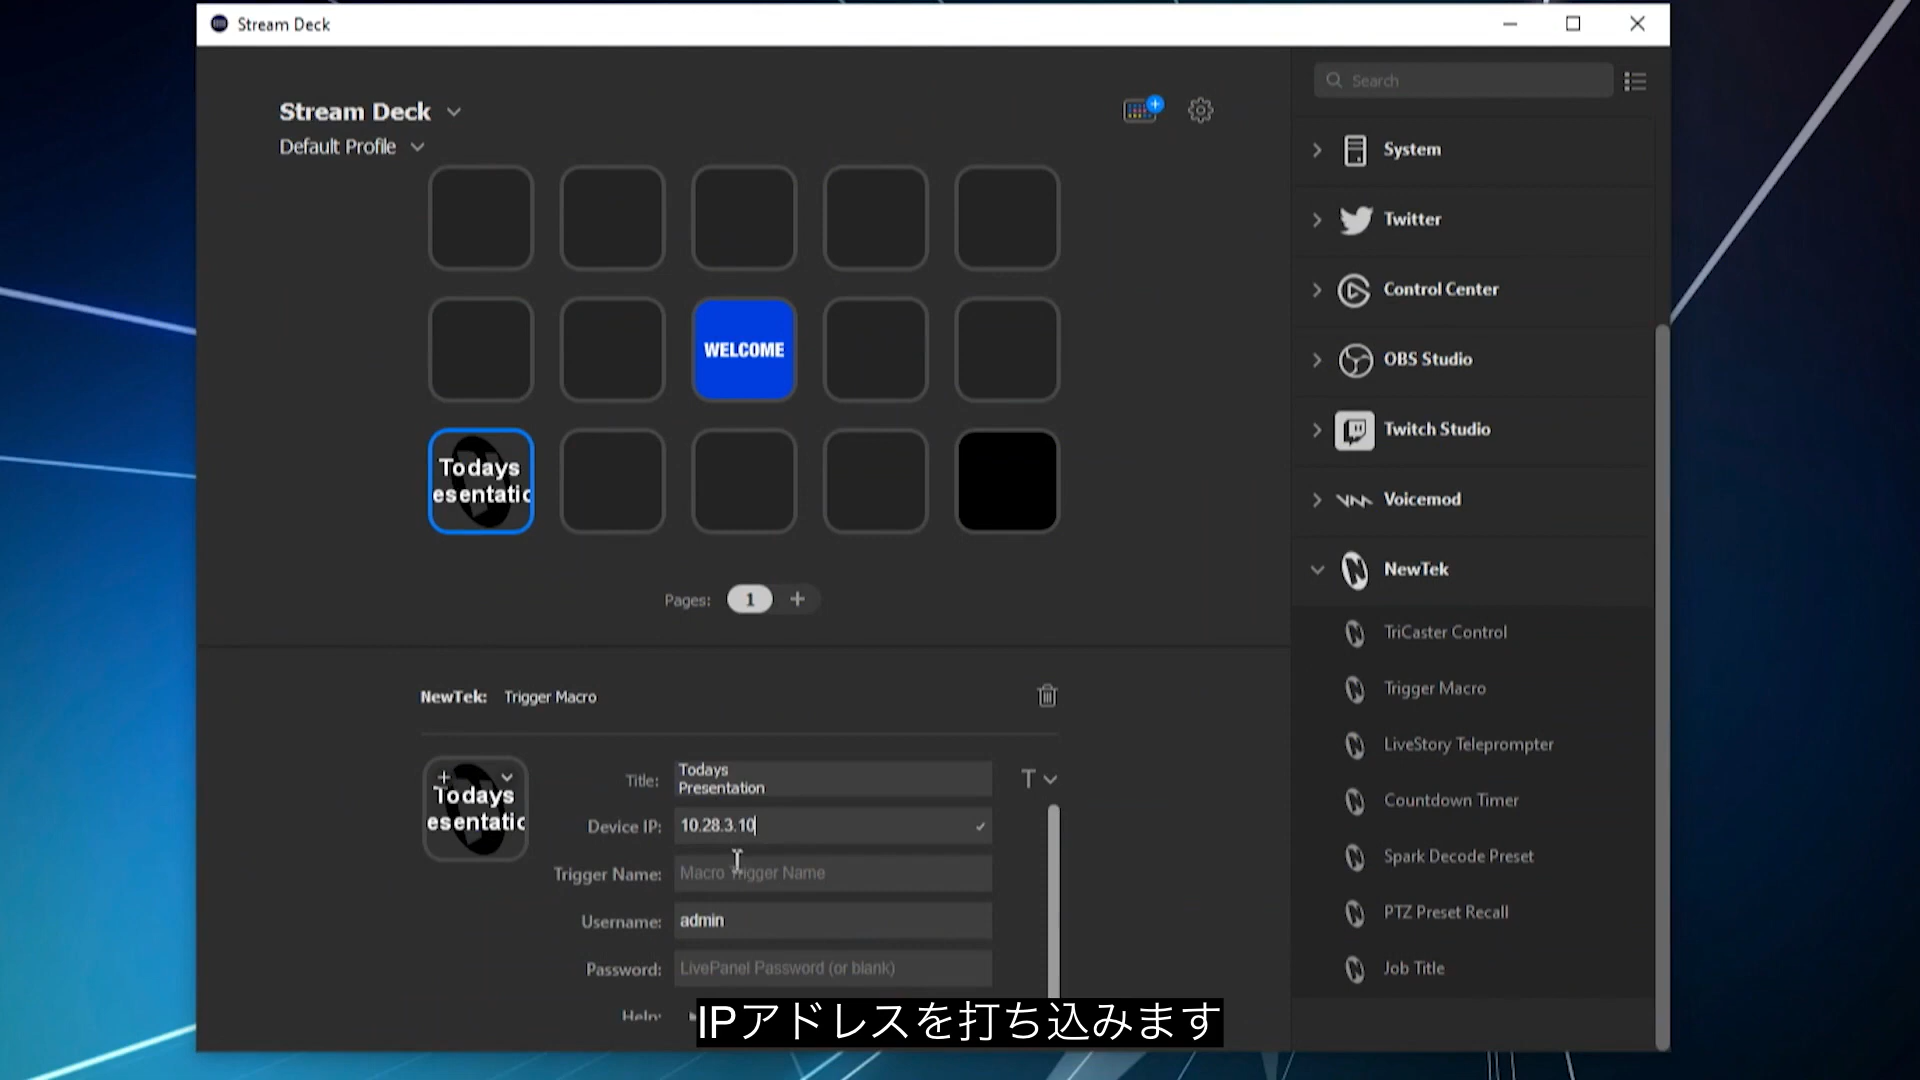 Stream Deck
Search
Stream Deck
Default Profile
System
Twitter
Control Center
WELCOME
OBS Studio
Twitch Studio
Todays
esentatic
Voicemod
NewTek
Pages: 1 +
TriCaster Control
NewTek: Trigger Macro
Trigger Macro
LiveStory Teleprompter
Todays
esentatic
Title: Todays
Presentation
T
Countdown Timer
Device IP: 10.28.3.10
Spark Decode Preset
Trigger Name: Macro Trigger Name
PTZ Preset Recall
Username: admin
Password: LivePanel Password (or blank)
Job Title
Help:
IPアドレスを打ち込みます